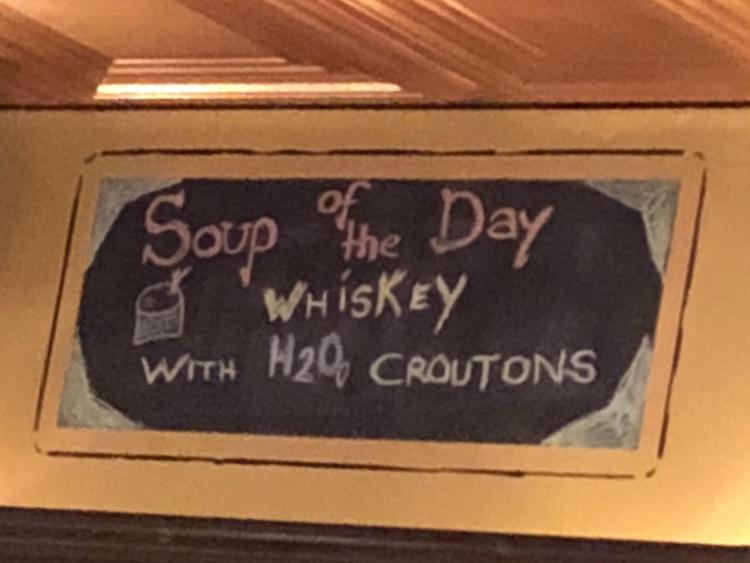 Soup of the Day
WHiSKEY
WITH H2O CROUTONS